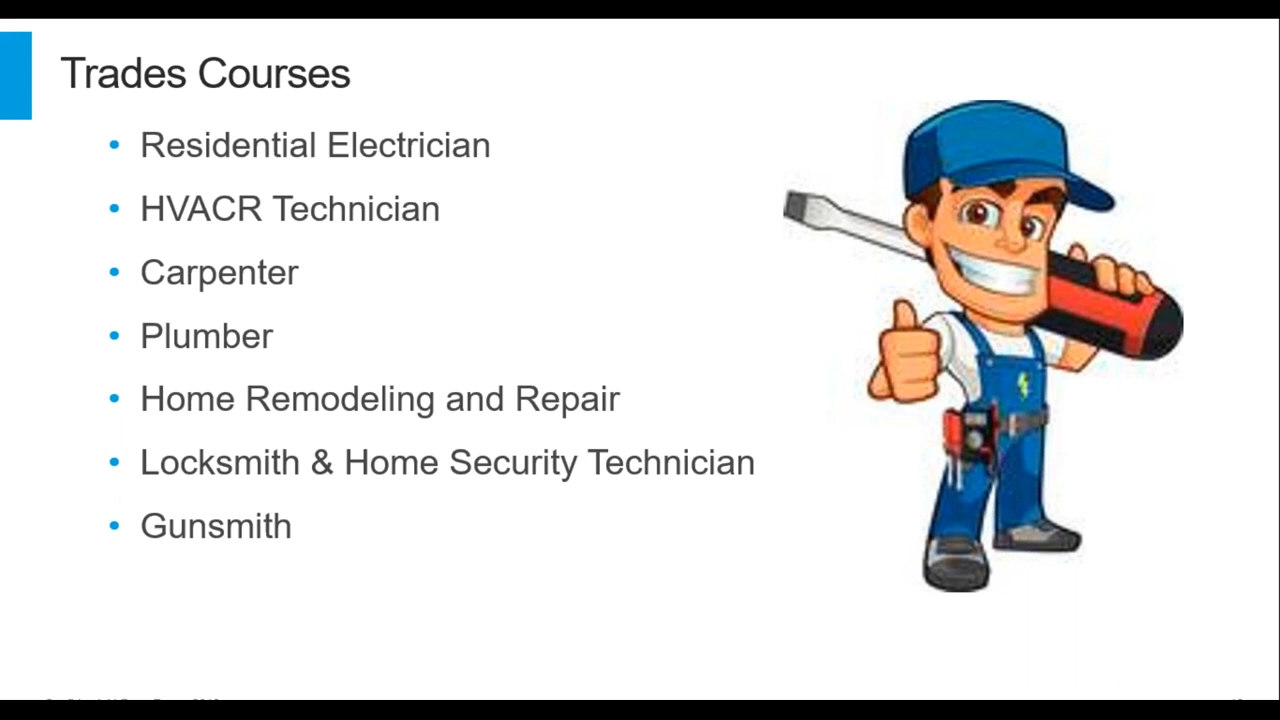 Trades Courses
• Residential Electrician
• HVACR Technician
• Carpenter
• Plumber
• Home Remodeling and Repair
• Locksmith & Home Security Technician
• Gunsmith